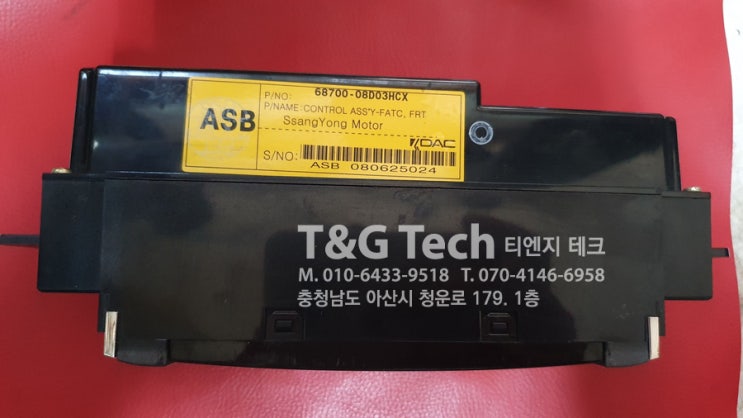 P/NO: 68700-08D03HCX
P/NAME:CONTROL ASS'Y-FATC, FRT
ASB
SsangYong Motor
DAC
S/NO:
ASB 080625024
T&G Tech 티엔지 테크
M. 010-6433-9518 T. 070-4146-6958
충청남도 아산시 청운로 179. 1층